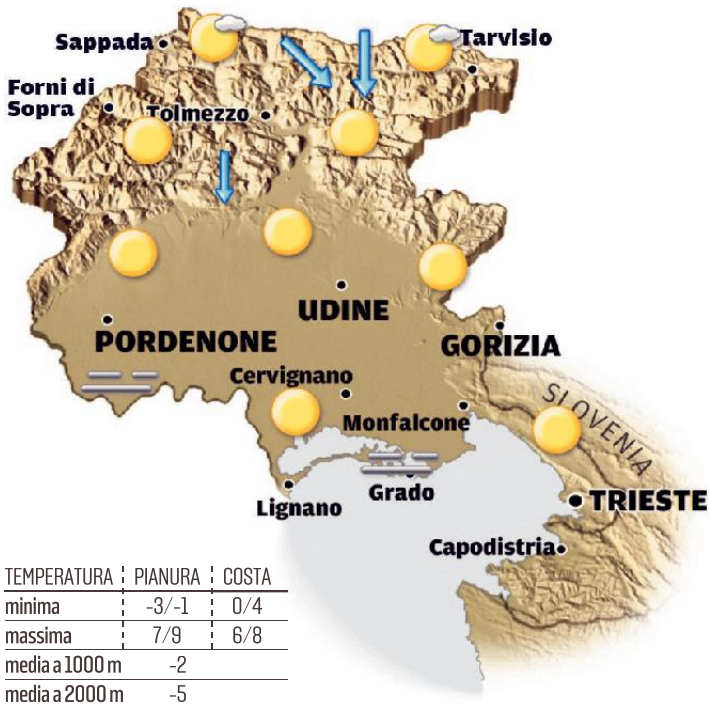 Sappada
Tarvisio
Forni di
Sopra
Tolmezzo
UDINE
PORDENONE
GORIZIA
Cervignano
SLOVENIA
Monfalcone
Grado
Lignano
TRIESTE
Capodistria
TEMPERATURA PIANURA COSTA
minima -3/-1 0/4
massima 7/9 6/8
media a 1000 m -2
media a 2000 m -5